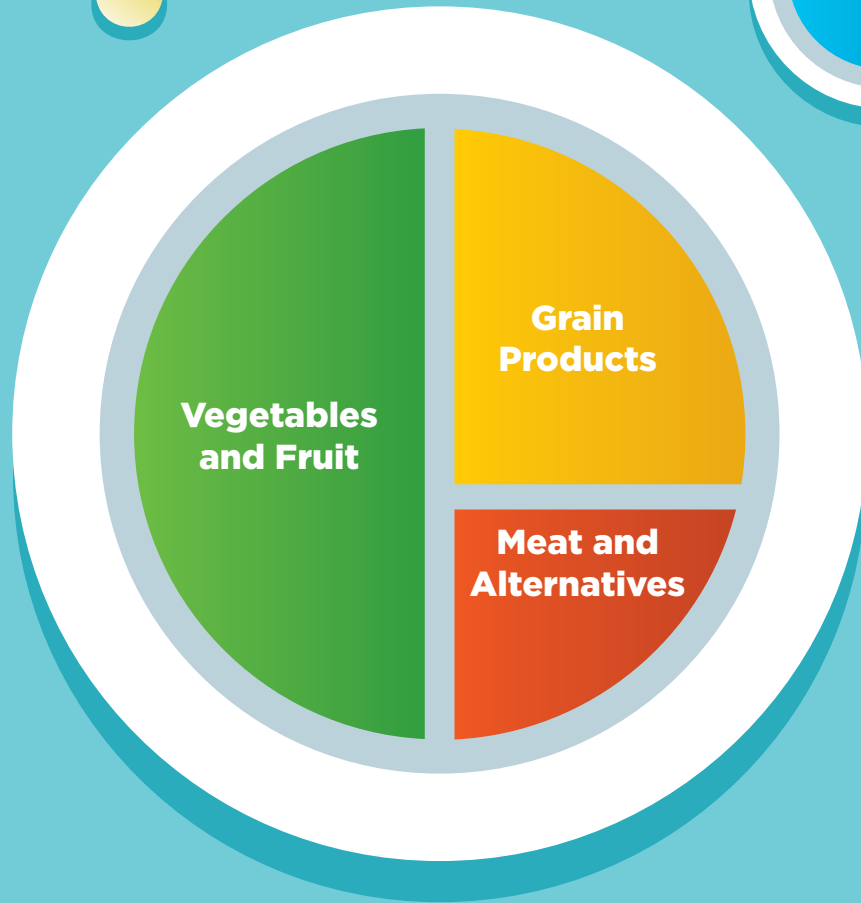 Vegetables
and Fruit
Grain
Products
Meat and
Alternatives